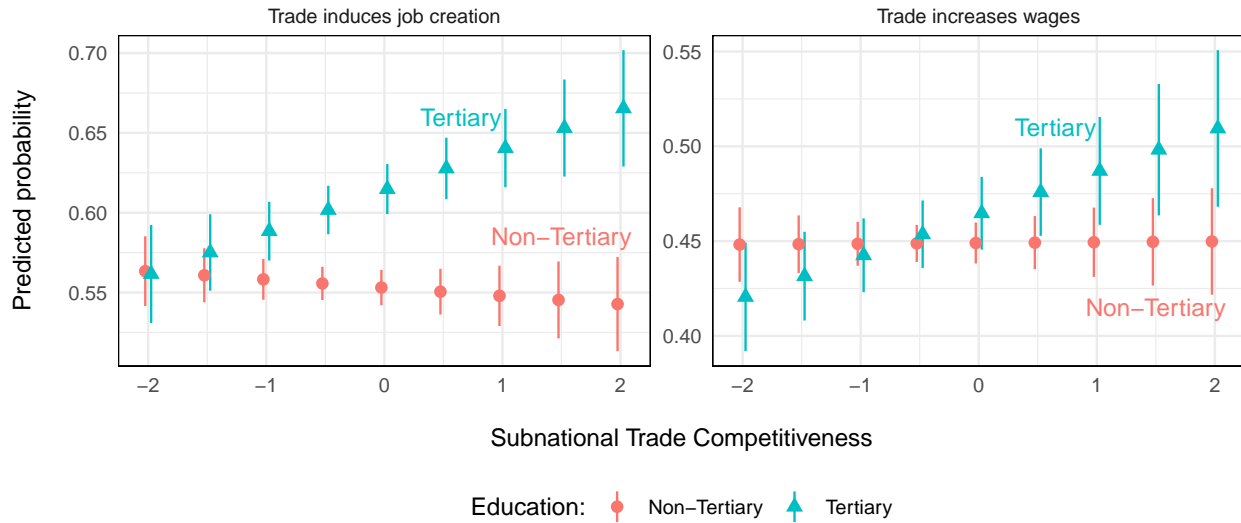 Trade induces job creation
Trade increases wages
Predicted probability
0.70
0.65
0.60
0.55
Tertiary
Non−Tertiary
−2 −1 0 1 2
0.55
0.50
0.45
0.40
Tertiary
Non−Tertiary
−2 −1 0 1 2
Subnational Trade Competitiveness
Education: Non−Tertiary Tertiary